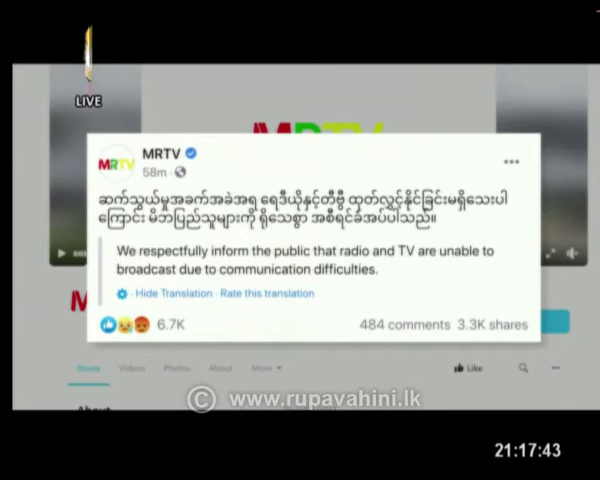 LIVE
MRTV
MRTV
MRTV
58m
ဆက်သွယ်မှုအခက်အခဲအရ ရေဒီယိုနှင့်တီဗွီ ထုတ်လွှင့်နိုင်ခြင်းမရှိသေးပါ
ကြောင်း မိဘပြည်သူများကို ရိုသေစွာ အစီရင်ခံအပ်ပါသည်။
We respectfully inform the public that radio and TV are unable to
broadcast due to communication difficulties.
Hide Translation · Rate this translation
6.7K
484 comments 3.3K shares
Home Videos Photos About More
Like
About
© www.rupavahini.lk
21:17:43